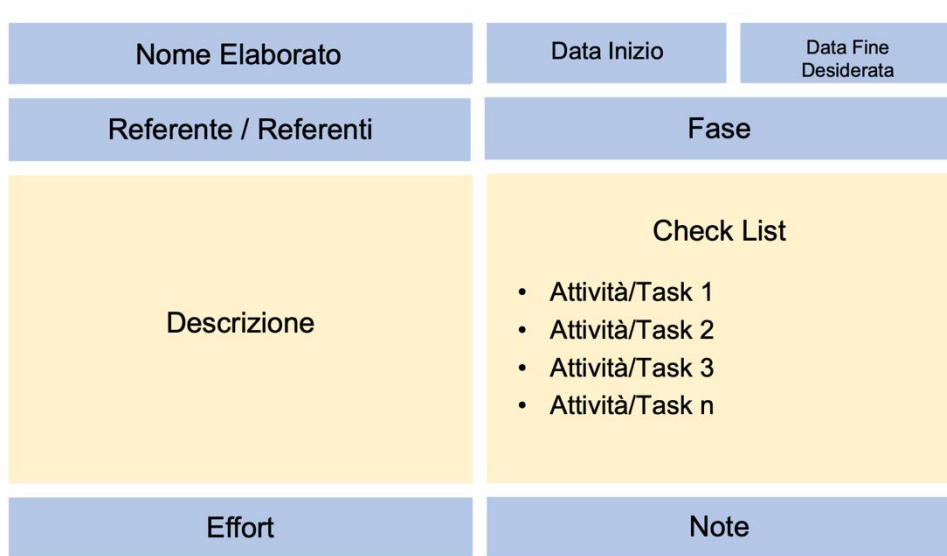 Nome Elaborato
Data Inizio
Data Fine
Desiderata
Referente / Referenti
Fase
Descrizione
Check List
• Attività/Task 1
• Attività/Task 2
• Attività/Task 3
• Attività/Task n
Effort
Note